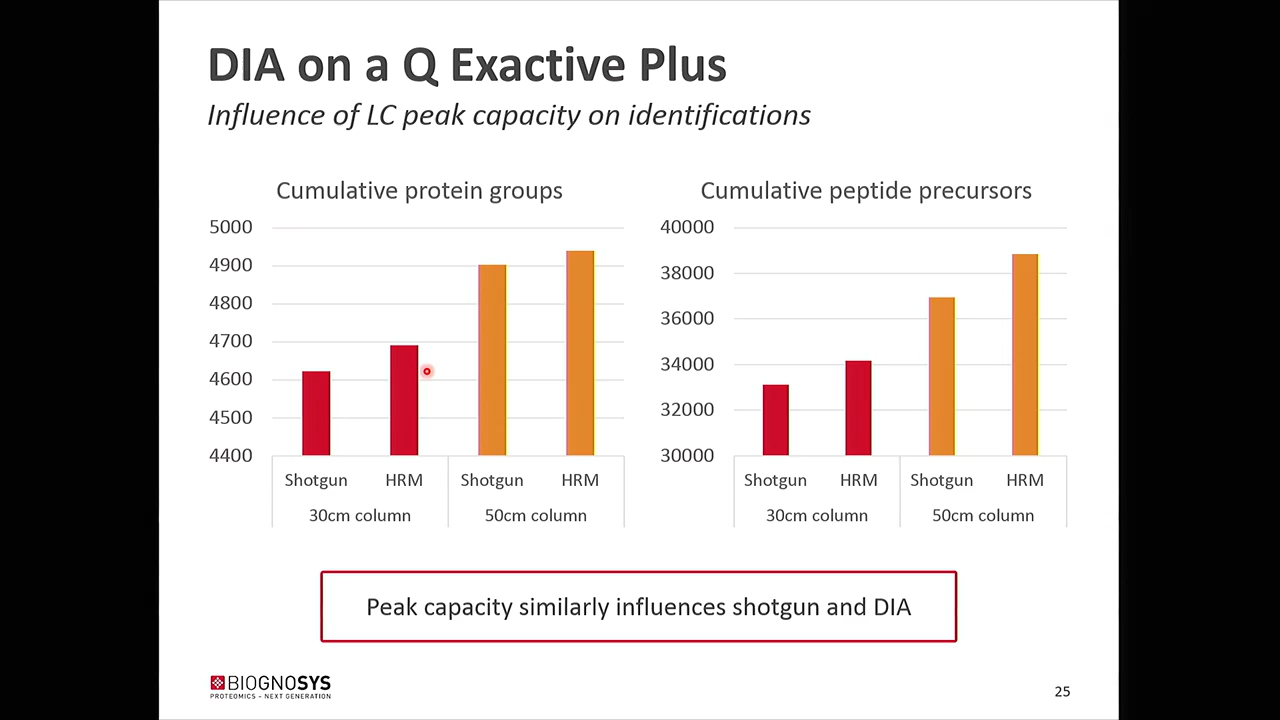 DIA on a Q Exactive Plus
Influence of LC peak capacity on identifications
Cumulative protein groups
5000
4900
4800
4700
4600
4500
4400
Shotgun HRM Shotgun HRM
30cm column 50cm column
Cumulative peptide precursors
40000
38000
36000
34000
32000
30000
Shotgun HRM Shotgun HRM
30cm column 50cm column
Peak capacity similarly influences shotgun and DIA
BIOGNOSYS
PROTEOMICS – NEXT GENERATION
25